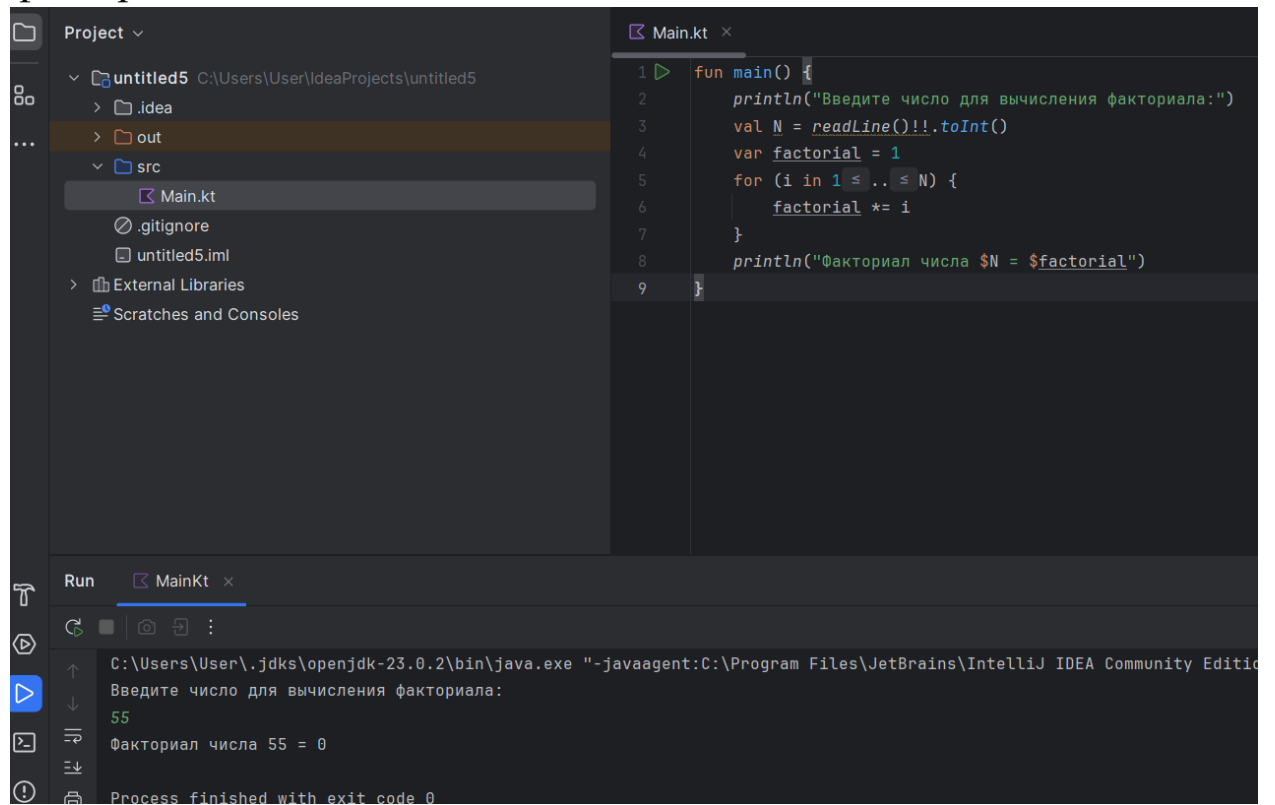 Project
untitled5 C:\Users\User\IdeaProjects\untitled5
.idea
out
src
Main.kt
.gitignore
untitled5.iml
External Libraries
Scratches and Consoles
Main.kt
1 fun main() {
2 println("Введите число для вычисления факториала:")
3 val N = readLine()!!.toInt()
4 var factorial = 1
5 for (i in 1 ≤ .. ≤ N) {
6 factorial *= i
7 }
8 println("Факториал числа $N = $factorial")
9 }
Run MainKt
C:\Users\User\.jdks\openjdk-23.0.2\bin\java.exe "-javaagent:C:\Program Files\JetBrains\IntelliJ IDEA Community Editio
Введите число для вычисления факториала:
55
Факториал числа 55 = 0
Process finished with exit code 0